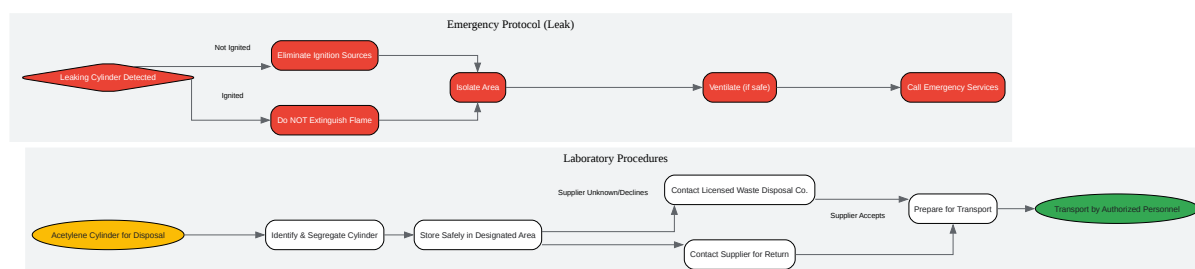 Emergency Protocol (Leak)
Not Ignited
Eliminate Ignition Sources
Leaking Cylinder Detected
Isolate Area
Ventilate (if safe)
Call Emergency Services
Ignited
Do NOT Extinguish Flame
Laboratory Procedures
Supplier Unknown/Declines
Contact Licensed Waste Disposal Co.
Supplier Accepts
Prepare for Transport
Transport by Authorized Personnel
Acetylene Cylinder for Disposal
Identify & Segregate Cylinder
Store Safely in Designated Area
Contact Supplier for Return